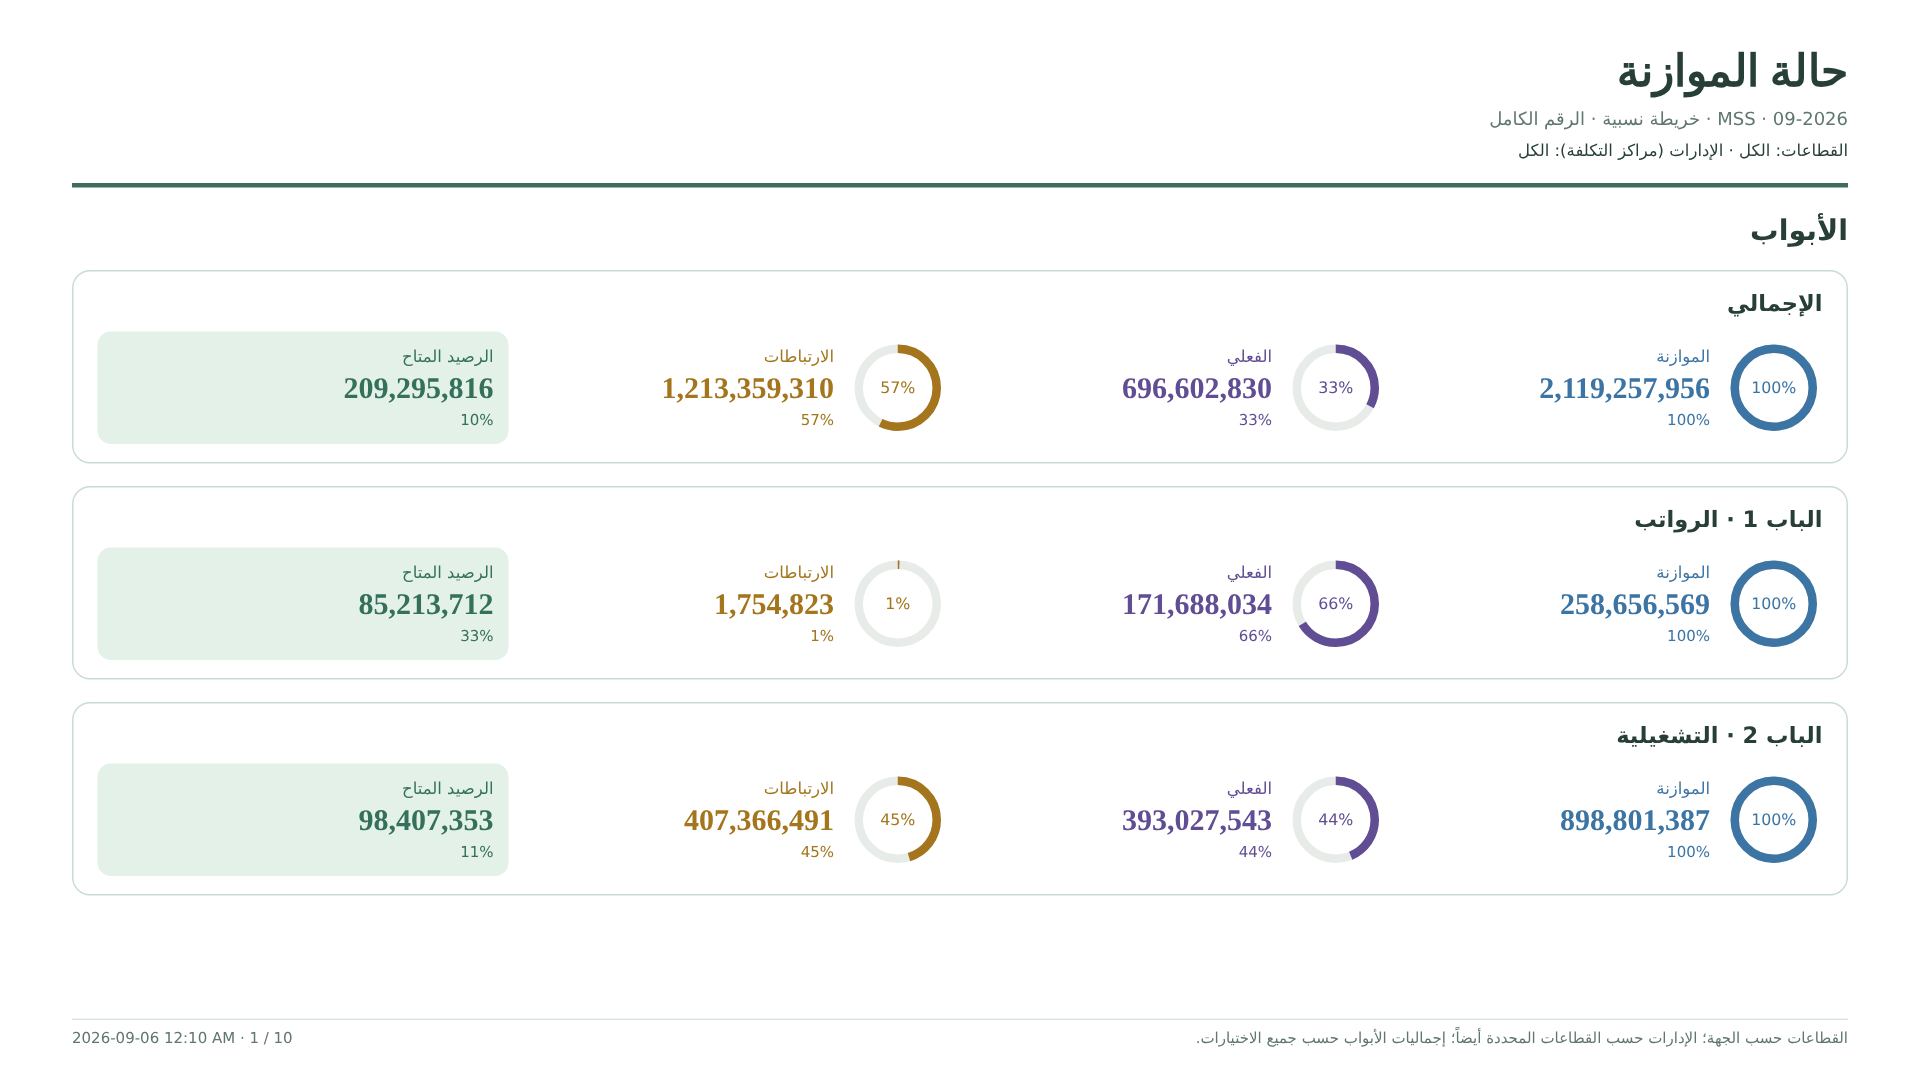 حالة الموازنة
MSS · 09-2026 · خريطة نسبية · الرقم الكامل
القطاعات: الكل · الإدارات (مراكز التكلفة): الكل
الأبواب
الإجمالي
الموازنة
2,119,257,956
100%
100%
الفعلي
696,602,830
33%
33%
الارتباطات
1,213,359,310
57%
57%
الرصيد المتاح
209,295,816
10%
الباب 1 · الرواتب
الموازنة
258,656,569
100%
100%
الفعلي
171,688,034
66%
66%
الارتباطات
1,754,823
1%
1%
الرصيد المتاح
85,213,712
33%
الباب 2 · التشغيلية
الموازنة
898,801,387
100%
100%
الفعلي
393,027,543
44%
44%
الارتباطات
407,366,491
45%
45%
الرصيد المتاح
98,407,353
11%
القطاعات حسب الجهة؛ الإدارات حسب القطاعات المحددة أيضاً؛ إجماليات الأبواب حسب جميع الاختيارات.
2026-09-06 12:10 AM · 1 / 10